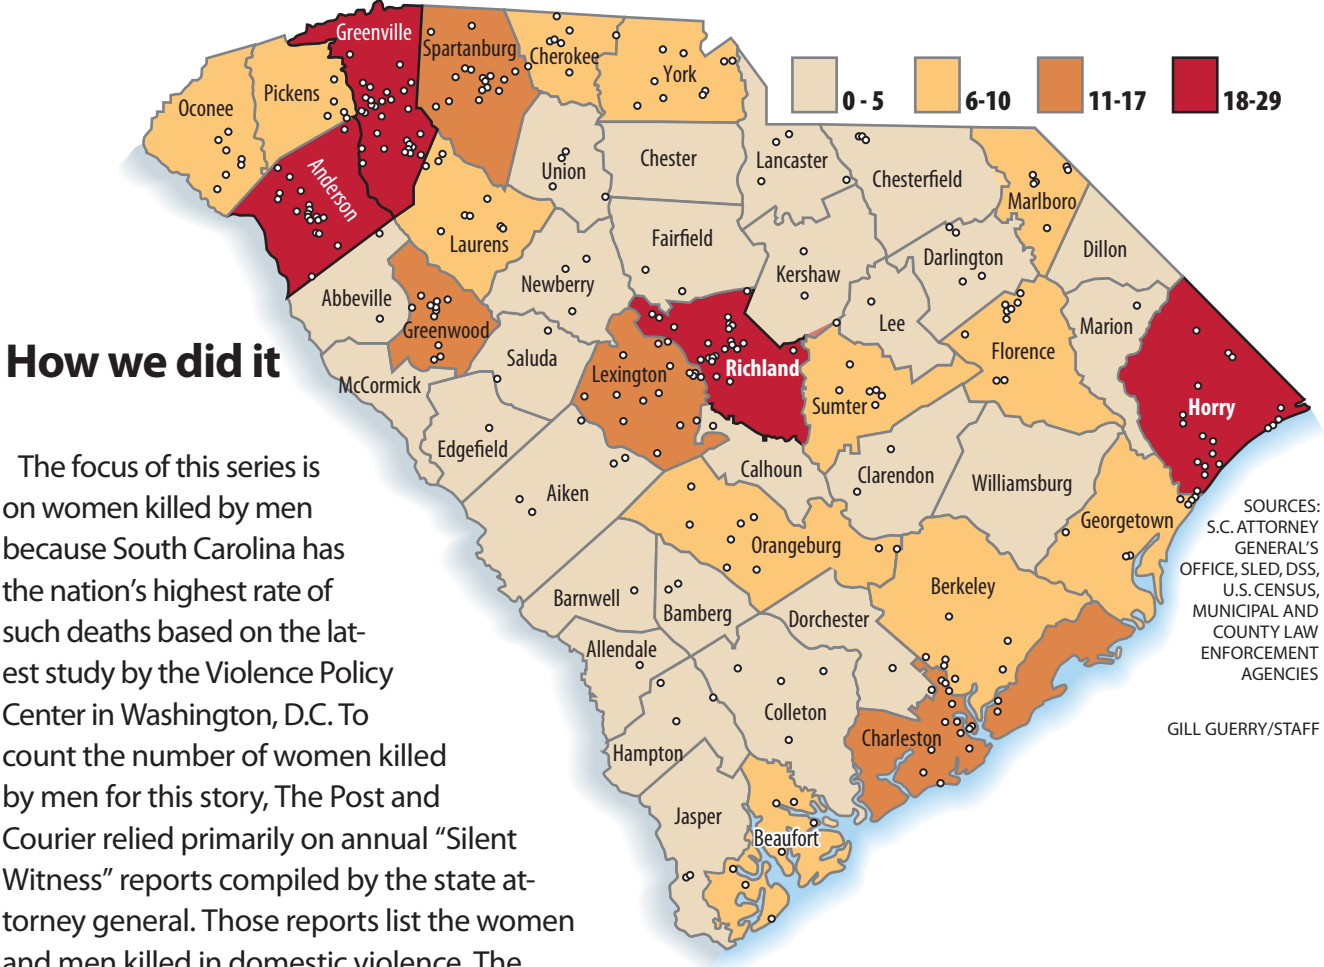 Greenville
Spartanburg
Cherokee
York
Pickens
Oconee
0 - 5
6-10
11-17
18-29
Anderson
Union
Chester
Lancaster
Chesterfield
Marlboro
Laurens
Fairfield
Kershaw
Darlington
Dillon
Abbeville
Newberry
Greenwood
Saluda
Lee
Marion
Florence
How we did it
McCormick
Lexington
Richland
Sumter
Horry
Edgefield
Aiken
Calhoun
Clarendon
Williamsburg
Georgetown
Orangeburg
Barnwell
Bamberg
Dorchester
Berkeley
Allendale
Colleton
Charleston
Hampton
Jasper
Beaufort
The focus of this series is
on women killed by men
because South Carolina has
the nation’s highest rate of
such deaths based on the lat-
est study by the Violence Policy
Center in Washington, D.C. To
count the number of women killed
by men for this story, The Post and
Courier relied primarily on annual “Silent
Witness” reports compiled by the state at-
torney general. Those reports list the women
and men killed in domestic violence. The
SOURCES:
S.C. ATTORNEY
GENERAL’S
OFFICE, SLED, DSS,
U.S. CENSUS,
MUNICIPAL AND
COUNTY LAW
ENFORCEMENT
AGENCIES
GILL GUERRY/STAFF